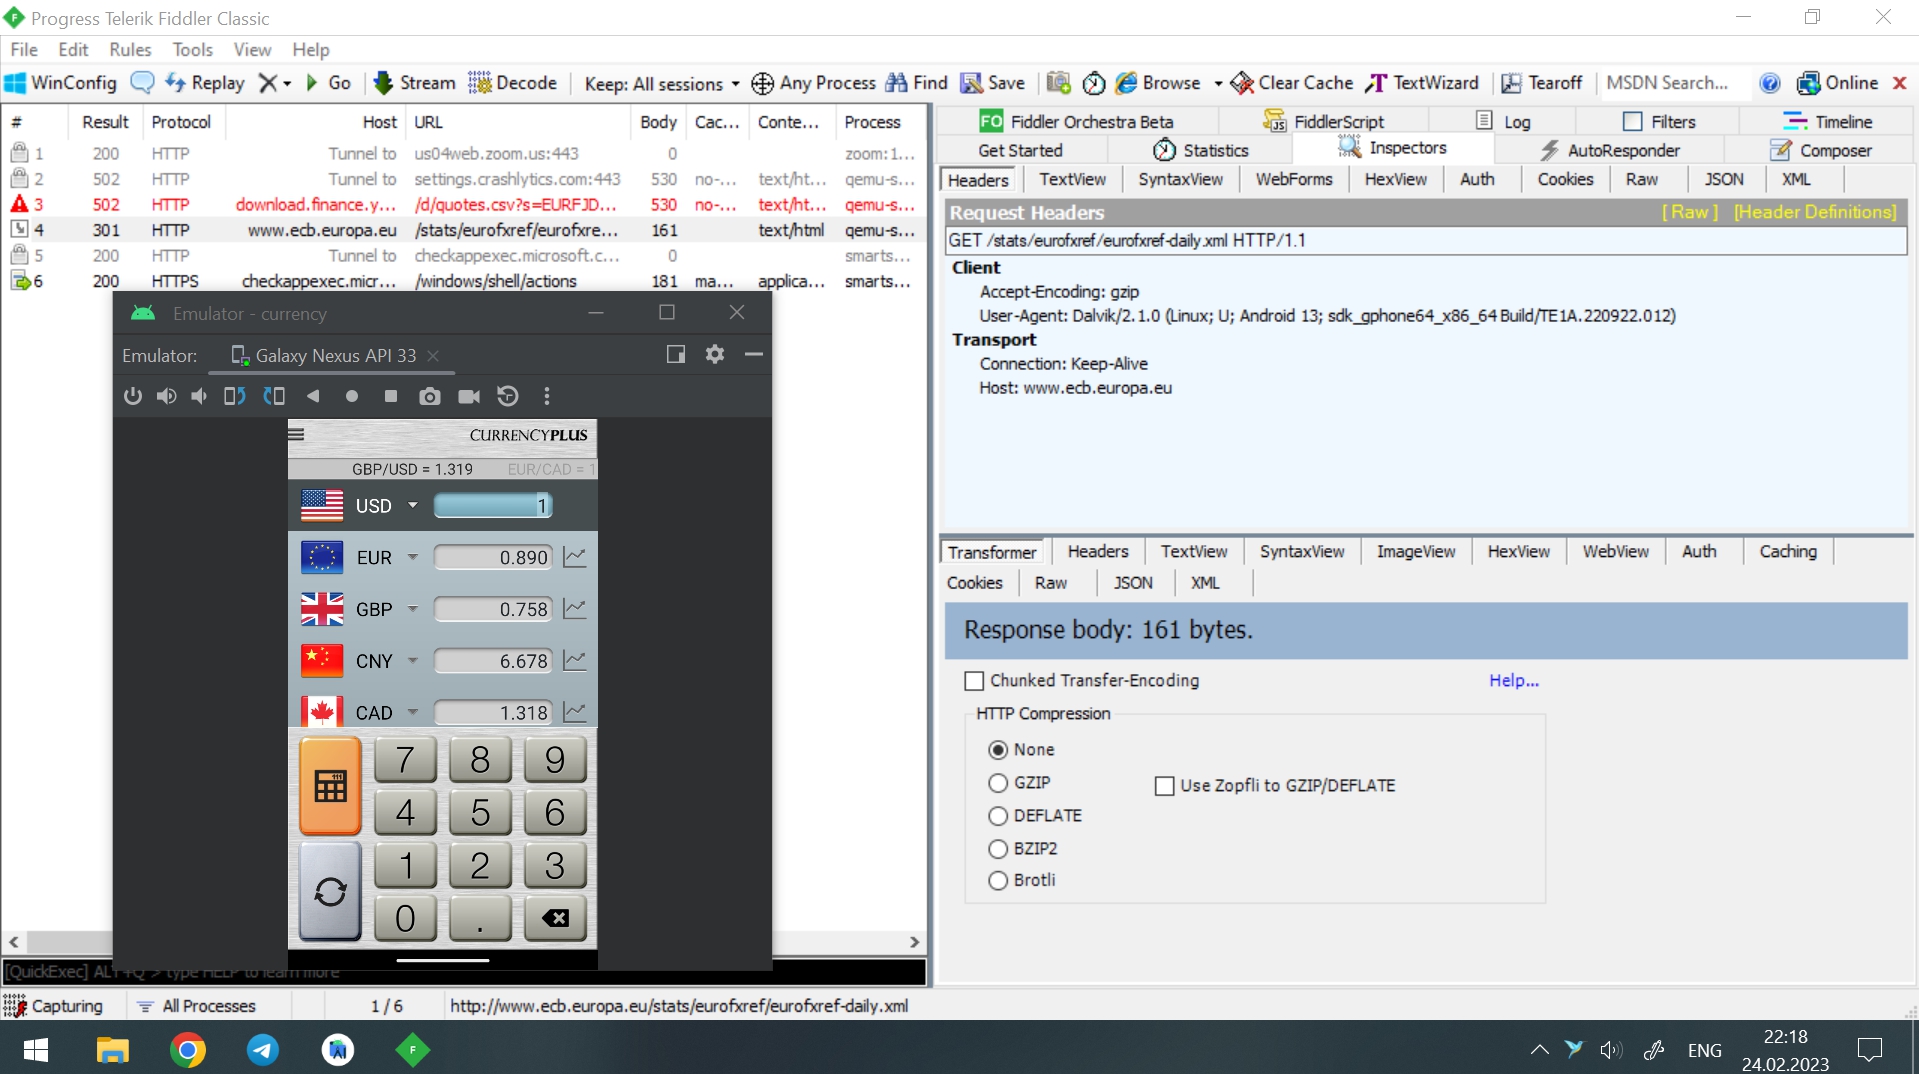 Progress Telerik Fiddler Classic
File Edit Rules Tools View Help
WinConfig Replay Go Stream Decode Keep: All sessions Any Process Find Save Browse Clear Cache TextWizard Tearoff MSDN Search... Online
# Result Protocol Host URL Body Cac... Conte... Process
1 200 HTTP Tunnel to us04web.zoom.us:443 0 zoom:1...
2 502 HTTP Tunnel to settings.crashlytics.com:443 530 no-... text/ht... qemu-s...
3 502 HTTP download.finance.y... /d/quotes.csv?s=EURFJD... 530 no-... text/ht... qemu-s...
4 301 HTTP www.ecb.europa.eu /stats/eurofxref/eurofxre... 161 text/html qemu-s...
5 200 HTTP Tunnel to checkappexec.microsoft.c... 0 smarts...
6 200 HTTPS checkappexec.micr... /windows/shell/actions 181 ma... applica... smarts...
Emulator - currency
Emulator: Galaxy Nexus API 33
CURRENCYPLUS
GBP/USD = 1.319 EUR/CAD = 1
USD 1
EUR 0.890
GBP 0.758
CNY 6.678
CAD 1.318
7 8 9
4 5 6
1 2 3
0 .
[QuickExec] ALT+Q > type HELP to learn more
Capturing All Processes 1 / 6 http://www.ecb.europa.eu/stats/eurofxref/eurofxref-daily.xml
FO Fiddler Orchestra Beta FiddlerScript Log Filters Timeline
Get Started Statistics Inspectors AutoResponder Composer
Headers TextView SyntaxView WebForms HexView Auth Cookies Raw JSON XML
Request Headers [ Raw ] [Header Definitions]
GET /stats/eurofxref/eurofxref-daily.xml HTTP/1.1
Client
Accept-Encoding: gzip
User-Agent: Dalvik/2.1.0 (Linux; U; Android 13; sdk_gphone64_x86_64 Build/TE1A.220922.012)
Transport
Connection: Keep-Alive
Host: www.ecb.europa.eu
Transformer Headers TextView SyntaxView ImageView HexView WebView Auth Caching
Cookies Raw JSON XML
Response body: 161 bytes.
Chunked Transfer-Encoding Help...
HTTP Compression
None
GZIP Use Zopfli to GZIP/DEFLATE
DEFLATE
BZIP2
Brotli
ENG
22:18
24.02.2023